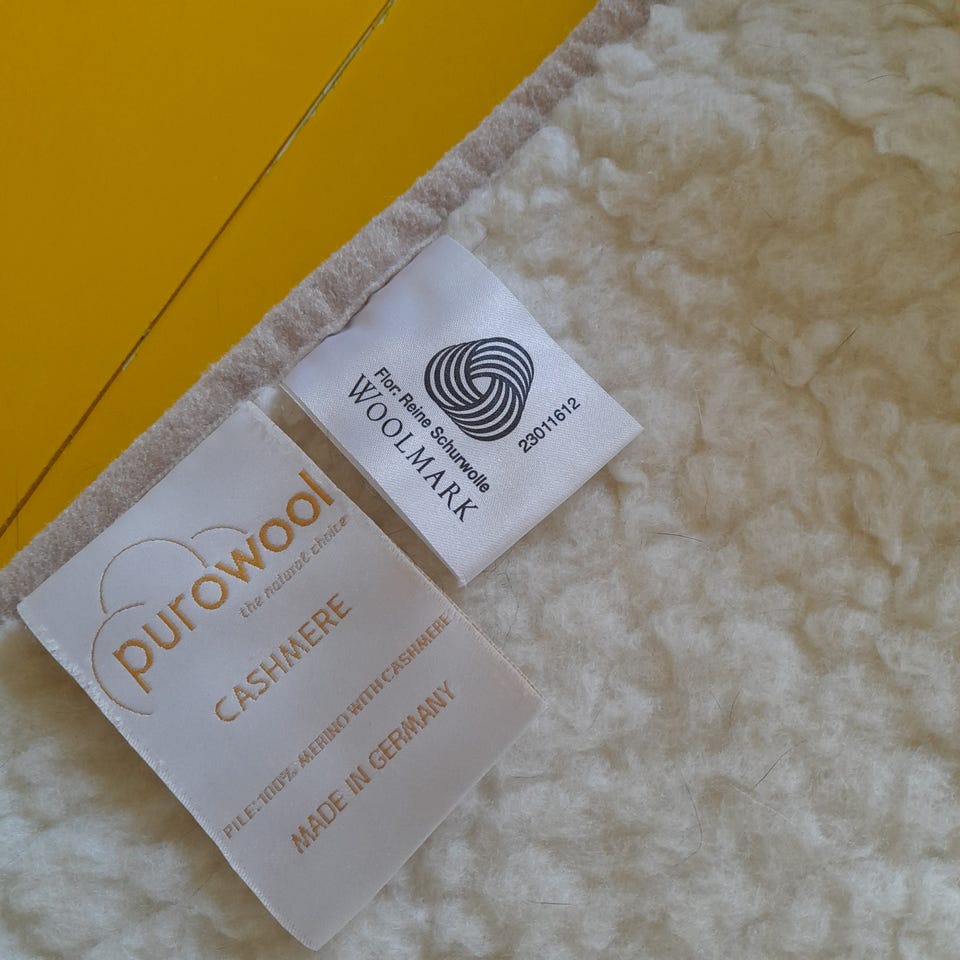 Flor: Reine Schurwolle
WOOLMARK
23011612
purowool
the natural choice
CASHMERE
PILE: 100% MERINO WITH CASHMERE
MADE IN GERMANY